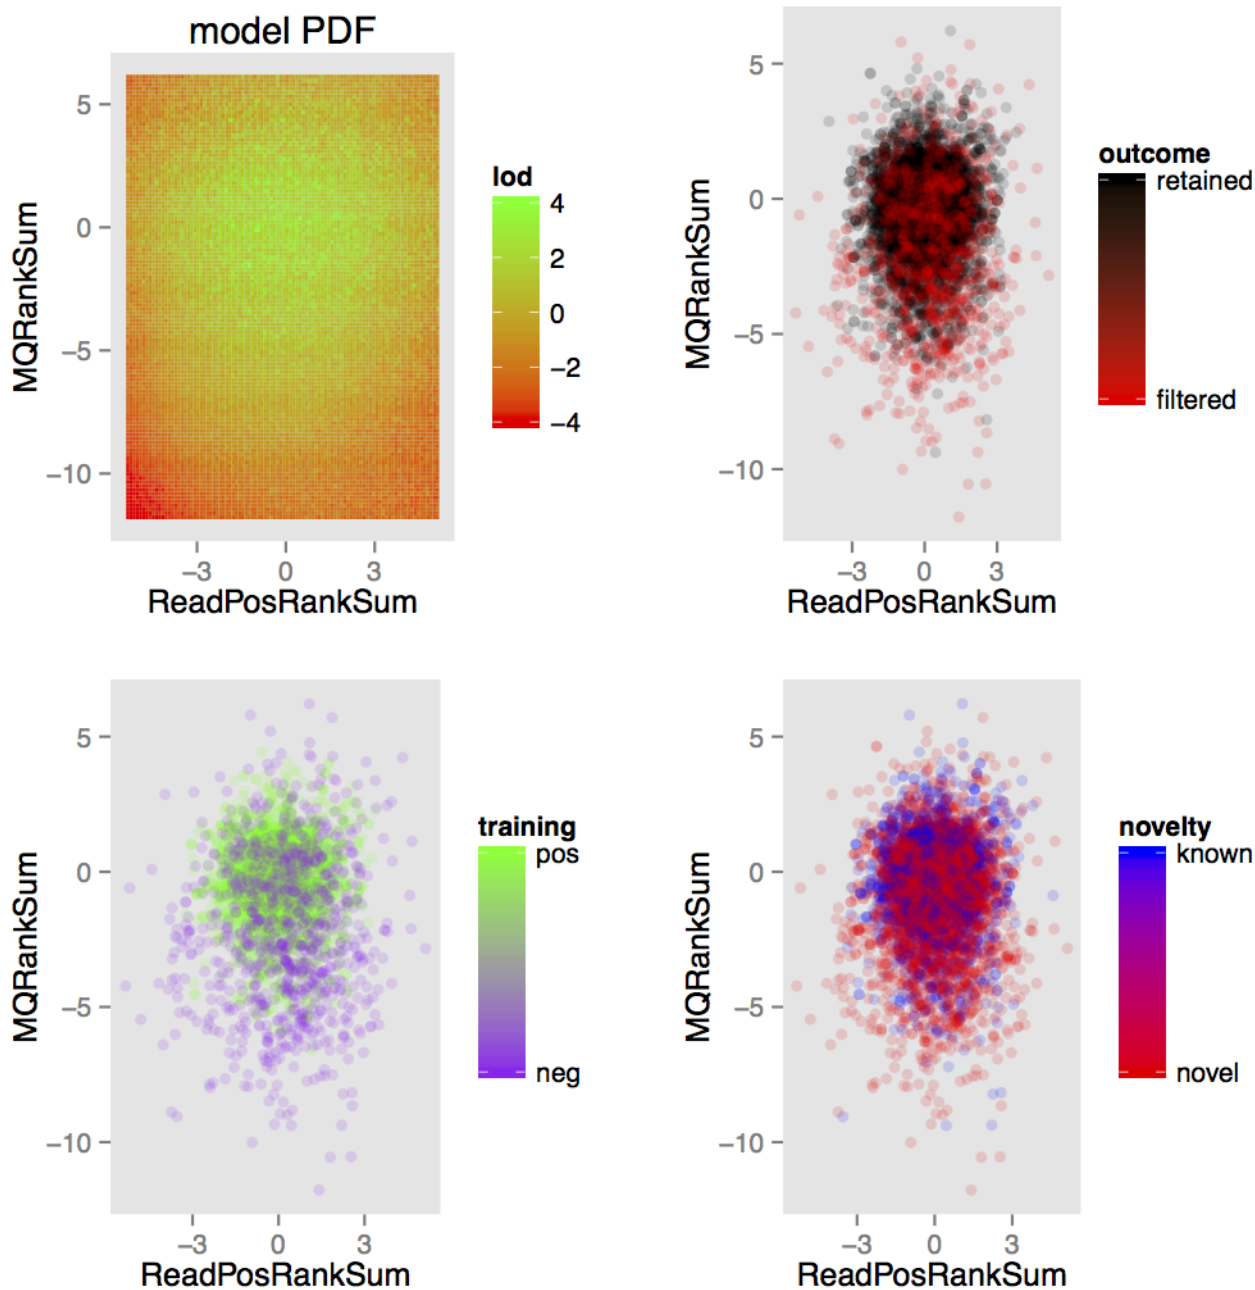 model PDF
5
0
−5
−10
MQRankSum
−3 0 3
ReadPosRankSum
lod
4
2
0
−2
−4
5
0
−5
−10
MQRankSum
−3 0 3
ReadPosRankSum
outcome
retained
filtered
5
0
−5
−10
MQRankSum
−3 0 3
ReadPosRankSum
training
pos
neg
5
0
−5
−10
MQRankSum
−3 0 3
ReadPosRankSum
novelty
known
novel